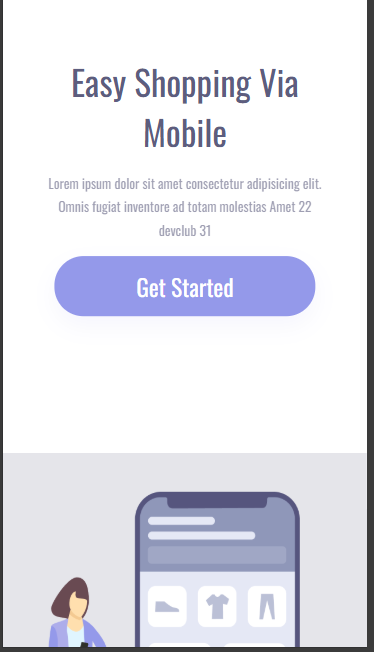 Easy Shopping Via
Mobile
Lorem ipsum dolor sit amet consectetur adipisicing elit.
Omnis fugiat inventore ad totam molestias Amet 22
devclub 31
Get Started